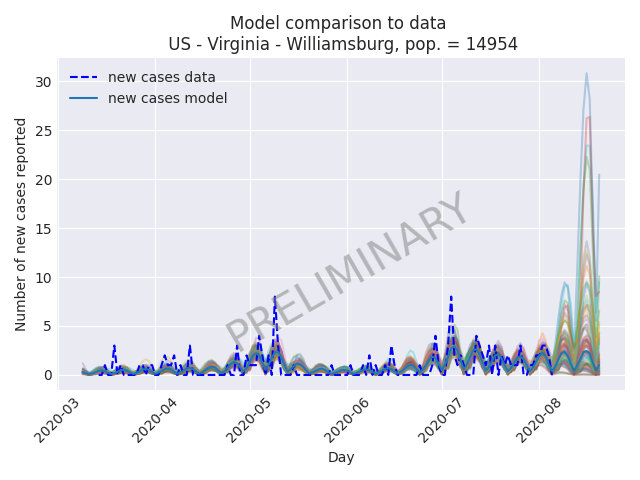 Model comparison to data
US - Virginia - Williamsburg, pop. = 14954
new cases data
new cases model
30
25
20
15
10
5
0
Number of new cases reported
PRELIMINARY
2020-03
2020-04
2020-05
2020-06
2020-07
2020-08
Day